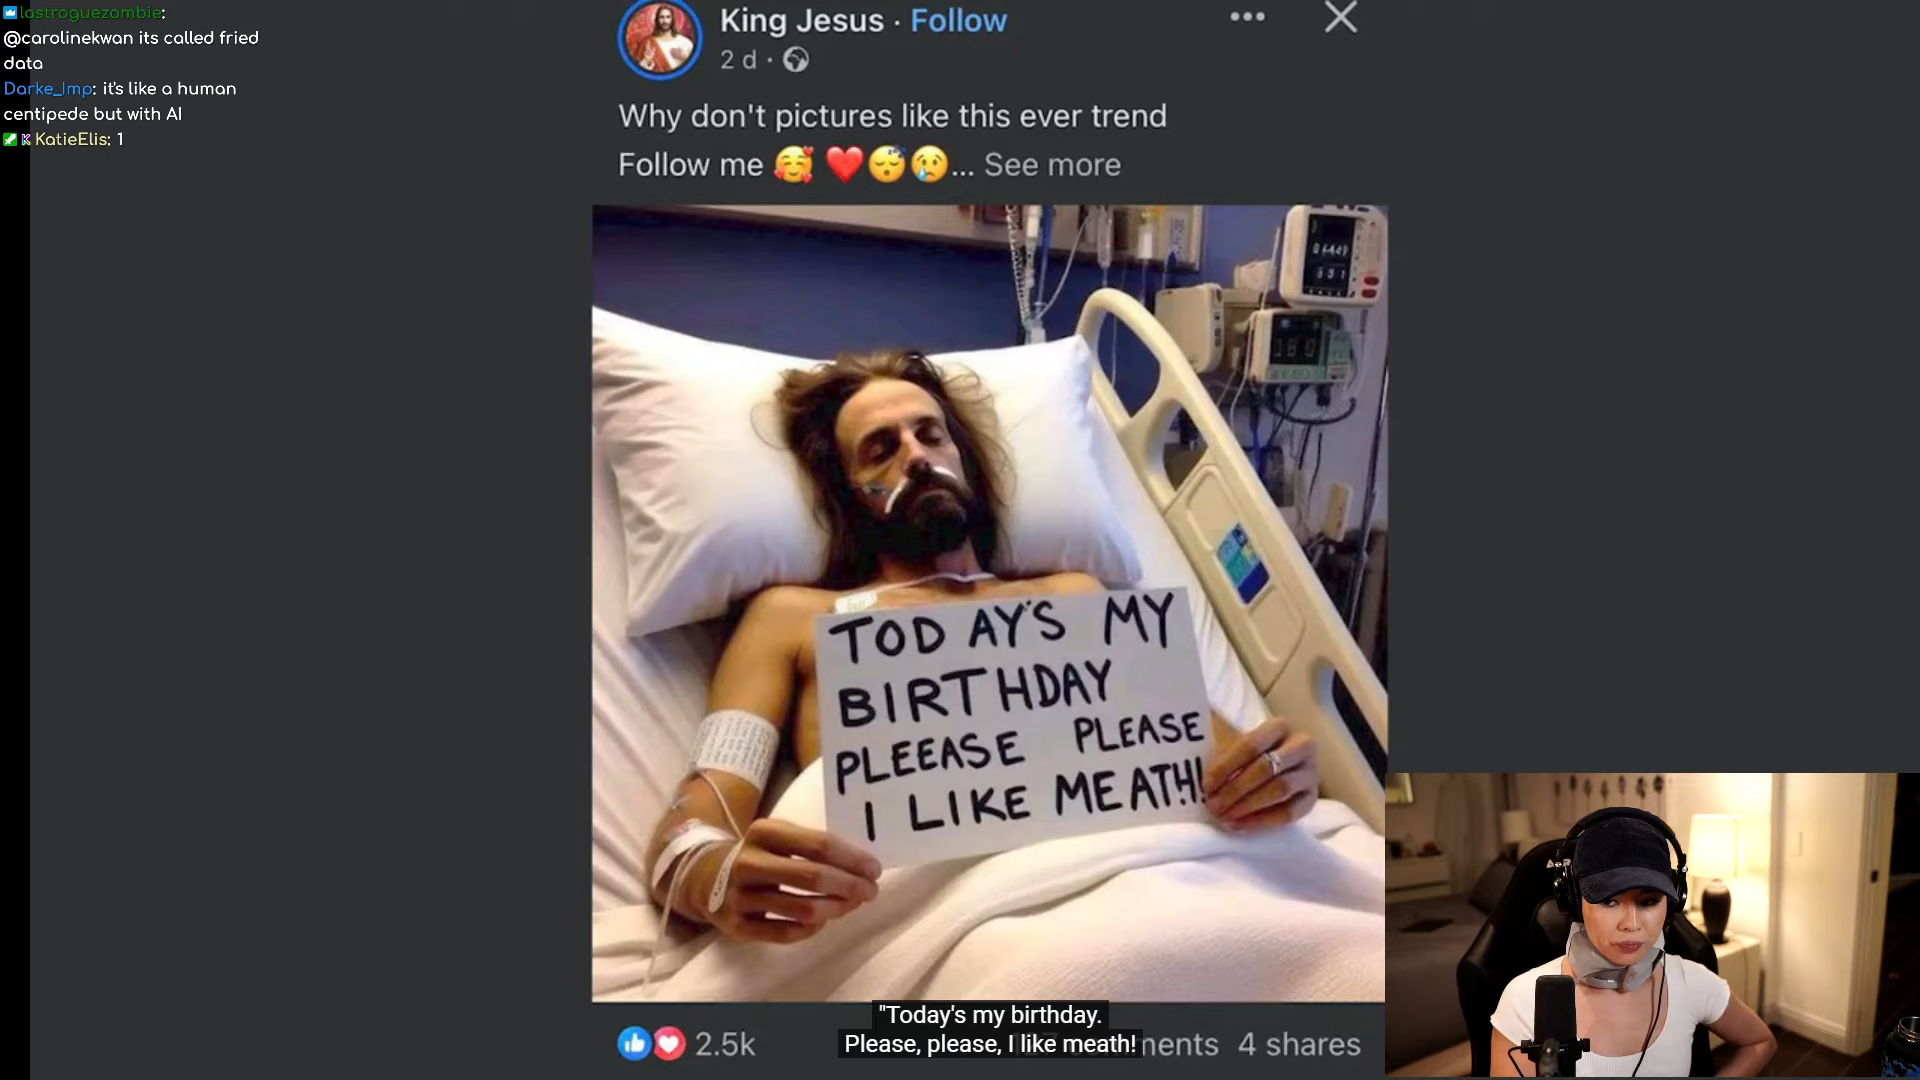 lastroguezombie:
@carolinekwan its called fried
data
Darke_Imp: it's like a human
centipede but with AI
KatieElis: 1
King Jesus · Follow
2 d ·
Why don't pictures like this ever trend
Follow me 🥰 ❤️😴😢... See more
TOD AY'S MY
BIRTHDAY
PLEEASE PLEASE
I LIKE MEATH!
"Today's my birthday.
Please, please, I like meath!
2.5k
4 shares